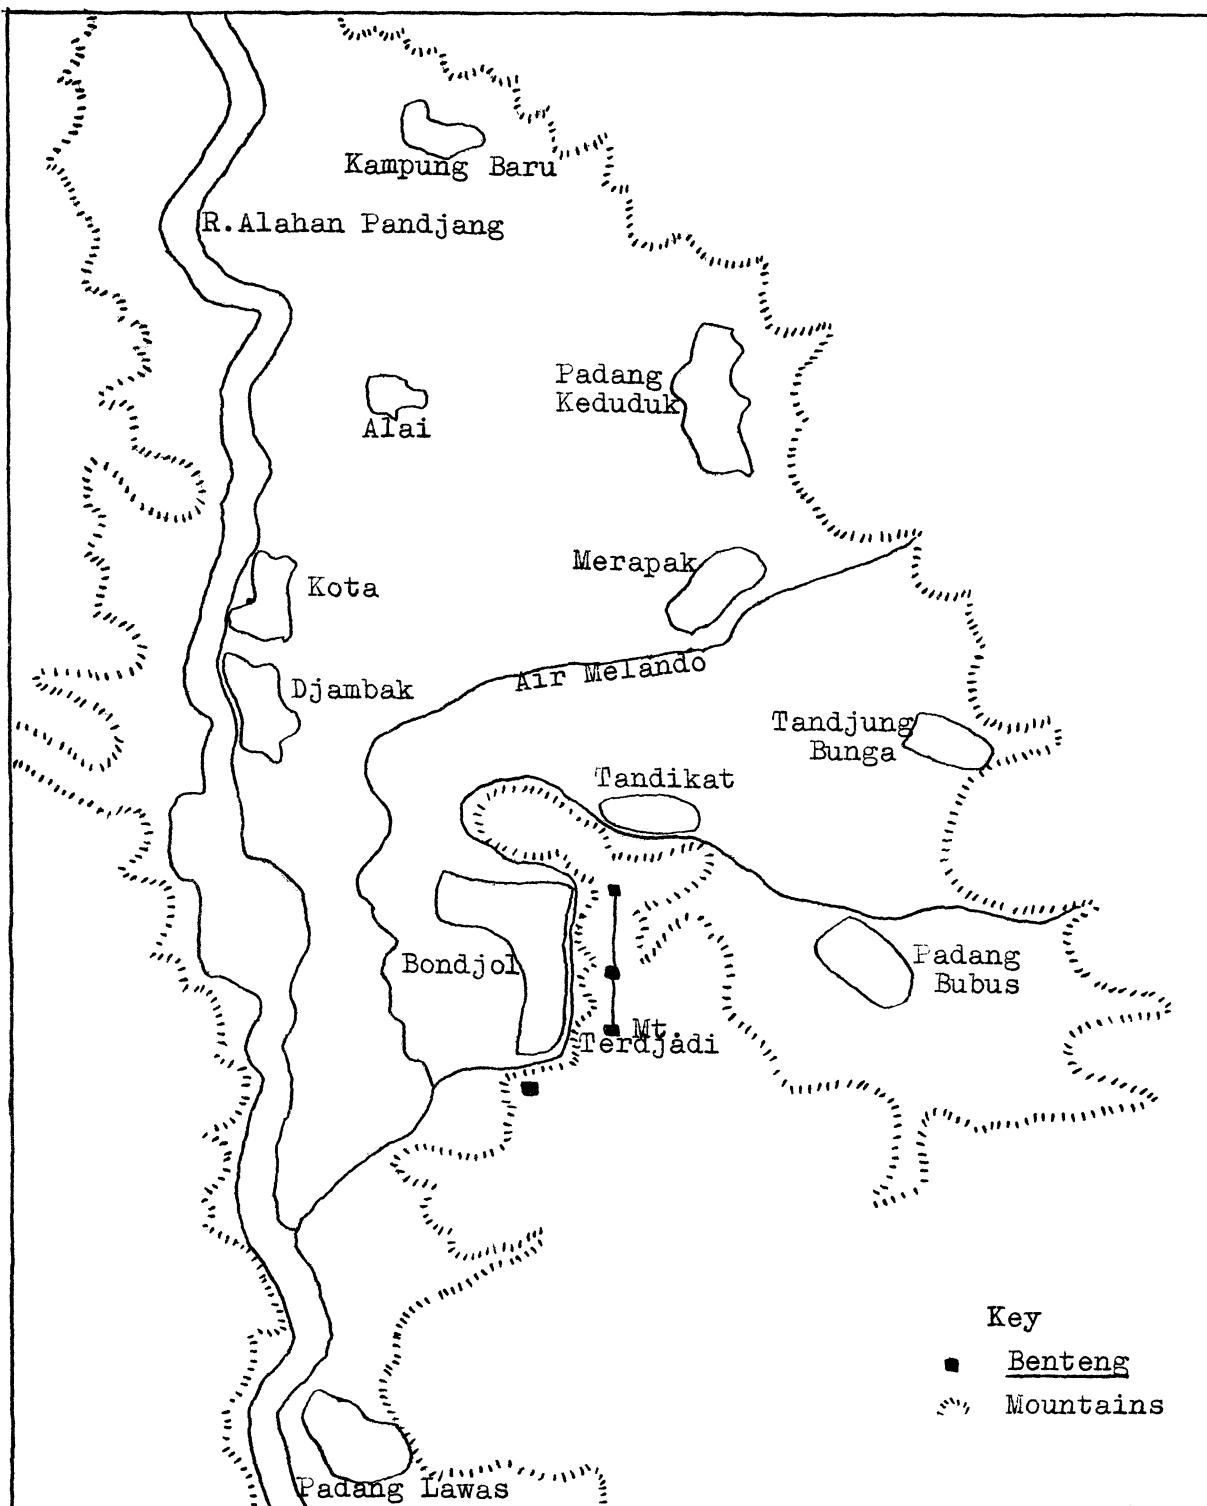 Kampung Baru
R.Alahan Pandjang
Padang
Keduduk
Alai
Merapak
Kota
Air Melando
Djambak
Tandjung
Bunga
Tandikat
Bondjol
Padang
Bubus
Mt.
Terdjadi
Key
Benteng
Mountains
Padang Lawas